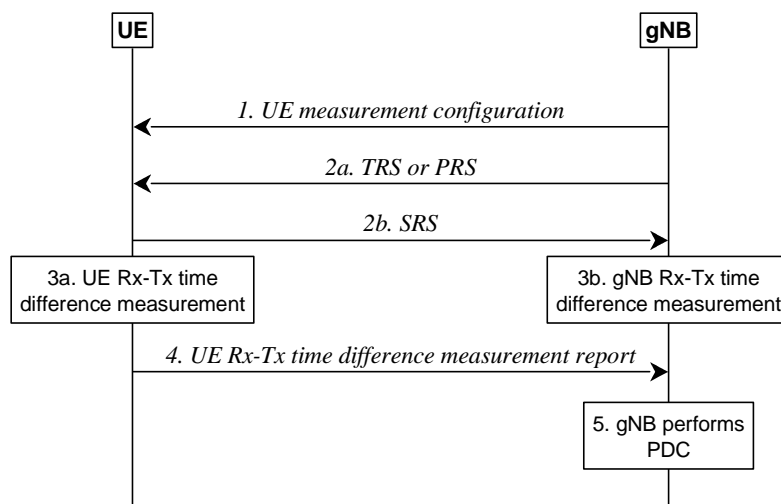 UE
gNB
1. UE measurement configuration
2a. TRS or PRS
2b. SRS
3a. UE Rx-Tx time
difference measurement
3b. gNB Rx-Tx time
difference measurement
4. UE Rx-Tx time difference measurement report
5. gNB performs
PDC